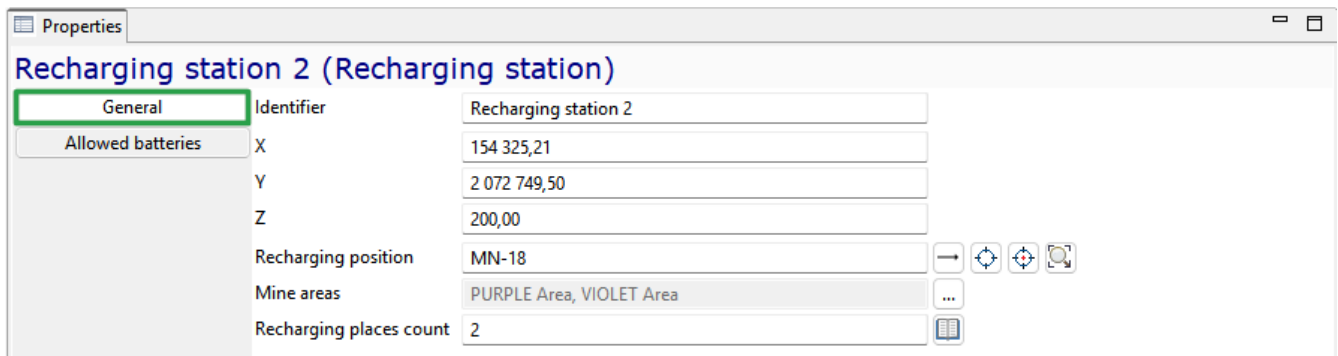 Properties
Recharging station 2 (Recharging station)
General
Allowed batteries
Identifier Recharging station 2
X 154 325,21
Y 2 072 749,50
Z 200,00
Recharging position MN-18
Mine areas PURPLE Area, VIOLET Area ...
Recharging places count 2